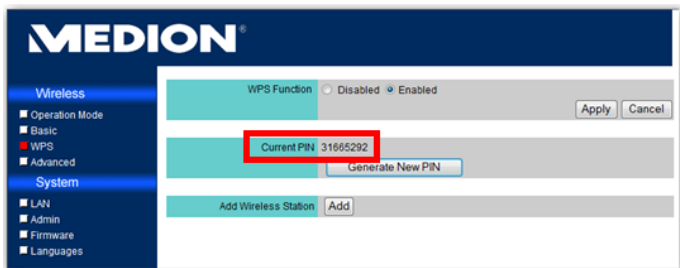 MEDION®
Wireless
Operation Mode
Basic
WPS
Advanced
System
LAN
Admin
Firmware
Languages
WPS Function Disabled Enabled
Apply Cancel
Current PIN 31665292
Generate New PIN
Add Wireless Station Add